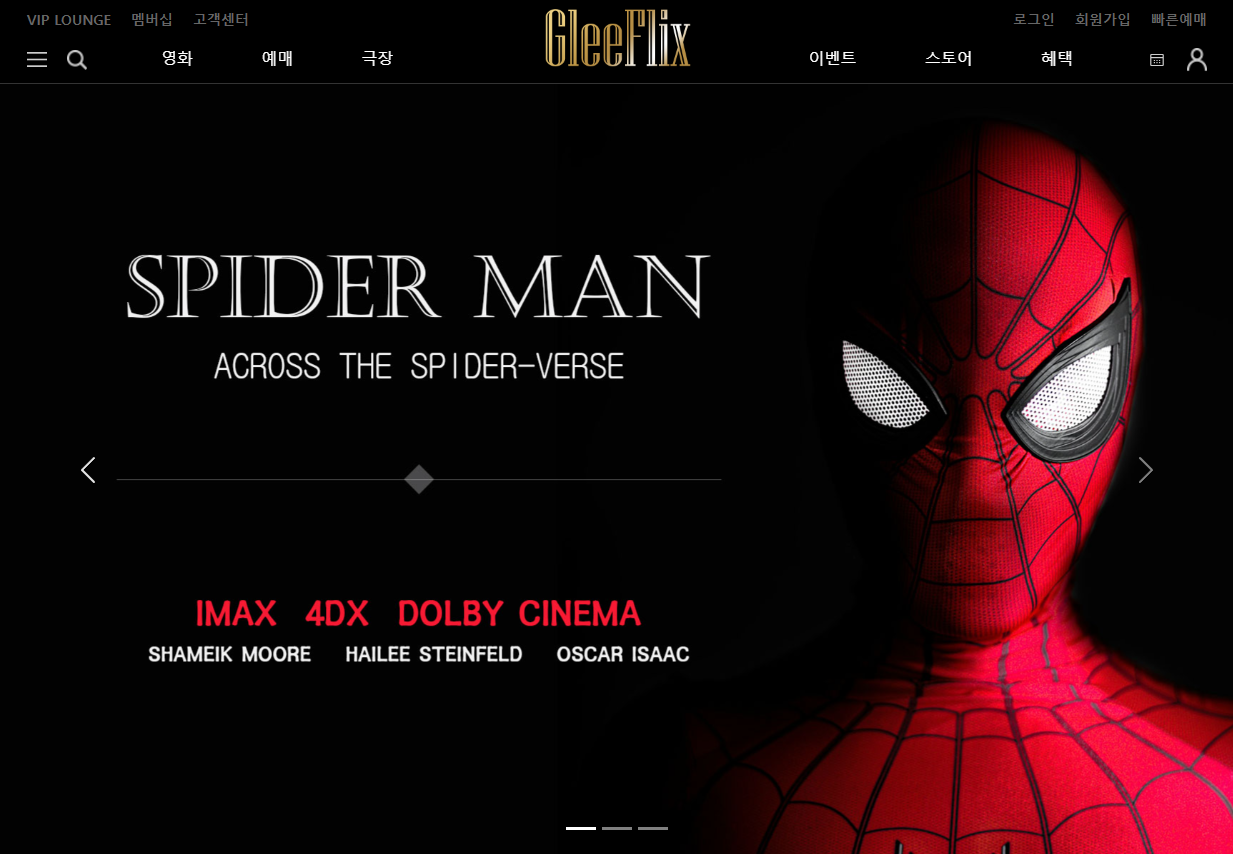 VIP LOUNGE 멤버십 고객센터
로그인 회원가입 빠른예매
영화 예매 극장
GleeFlix
이벤트 스토어 혜택
SPIDER MAN
ACROSS THE SPIDER-VERSE
IMAX 4DX DOLBY CINEMA
SHAMEIK MOORE HAILEE STEINFELD OSCAR ISAAC